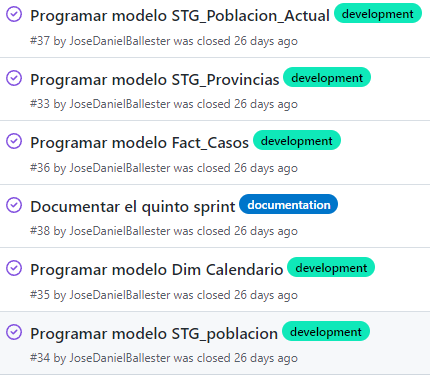 Programar modelo STG_Poblacion_Actual development
#37 by JoseDanielBallester was closed 26 days ago
Programar modelo STG_Provincias development
#33 by JoseDanielBallester was closed 26 days ago
Programar modelo Fact_Casos development
#36 by JoseDanielBallester was closed 26 days ago
Documentar el quinto sprint documentation
#38 by JoseDanielBallester was closed 26 days ago
Programar modelo Dim Calendario development
#35 by JoseDanielBallester was closed 26 days ago
Programar modelo STG_poblacion development
#34 by JoseDanielBallester was closed 26 days ago